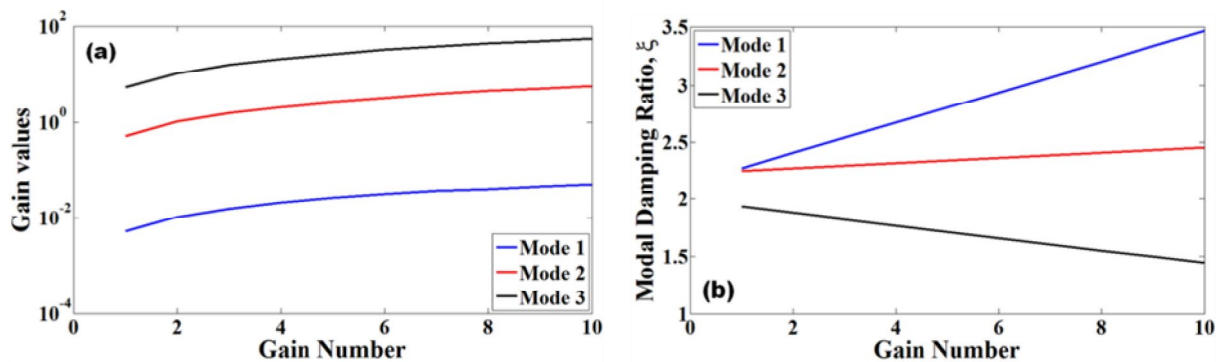 10^2
10^0
10^-2
10^-4
Gain values
(a)
Mode 1
Mode 2
Mode 3
0
2
4
6
8
10
Gain Number
3.5
3
2.5
2
1.5
1
Modal Damping Ratio, ξ
Mode 1
Mode 2
Mode 3
(b)
0
2
4
6
8
10
Gain Number